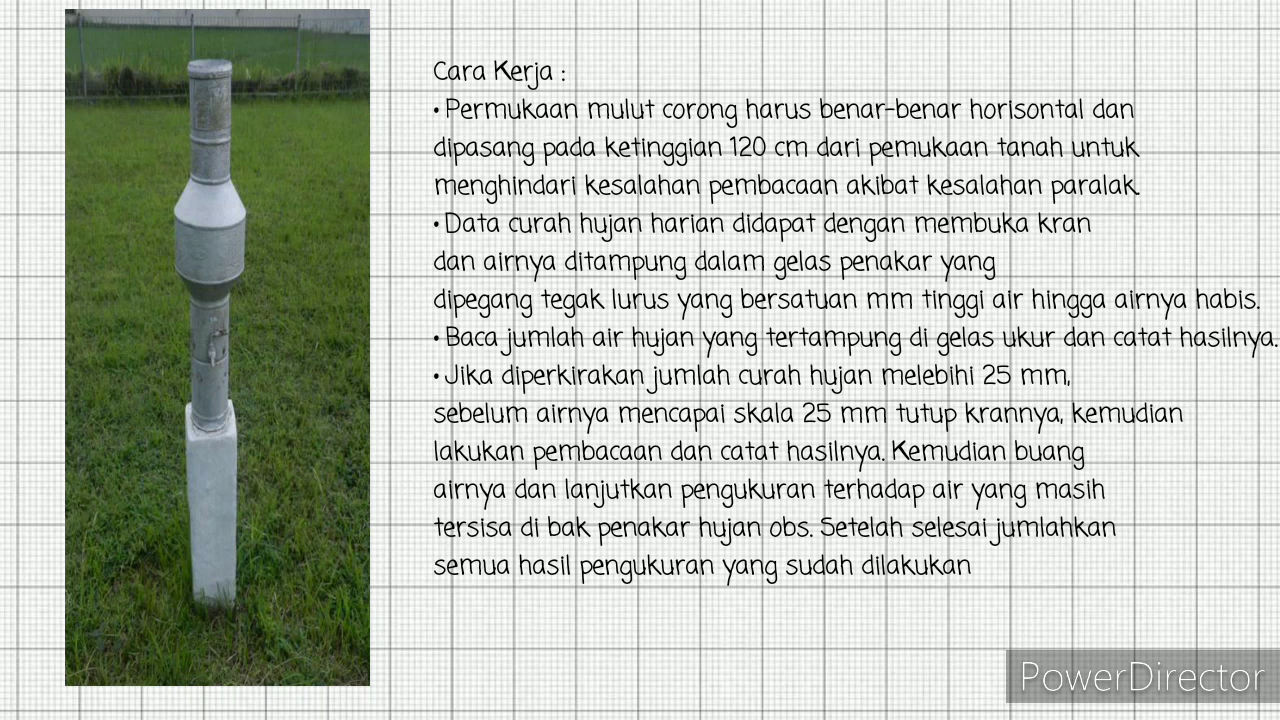 Cara Kerja :
• Permukaan mulut corong harus benar-benar horisontal dan
dipasang pada ketinggian 120 cm dari pemukaan tanah untuk
menghindari kesalahan pembacaan akibat kesalahan paralak.
• Data curah hujan harian didapat dengan membuka kran
dan airnya ditampung dalam gelas penakar yang
dipegang tegak lurus yang bersatuan mm tinggi air hingga airnya habis.
• Baca jumlah air hujan yang tertampung di gelas ukur dan catat hasilnya.
• Jika diperkirakan jumlah curah hujan melebihi 25 mm,
sebelum airnya mencapai skala 25 mm tutup krannya, kemudian
lakukan pembacaan dan catat hasilnya. Kemudian buang
airnya dan lanjutkan pengukuran terhadap air yang masih
tersisa di bak penakar hujan obs. Setelah selesai jumlahkan
semua hasil pengukuran yang sudah dilakukan
PowerDirector